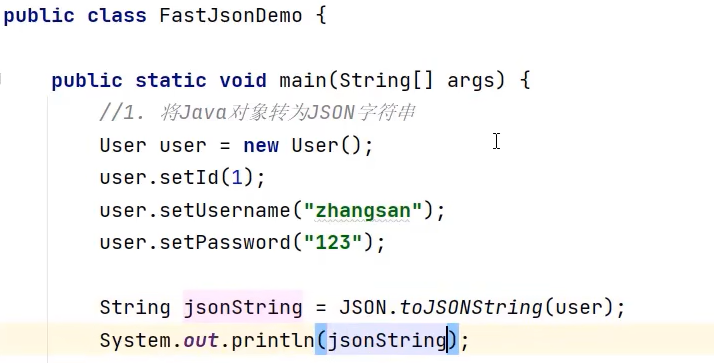 public class FastJsonDemo {
public static void main(String[] args) {
//1. 将Java对象转为JSON字符串
User user = new User();
user.setId(1);
user.setUsername("zhangsan");
user.setPassword("123");
String jsonString = JSON.toJSONString(user);
System.out.println(jsonString);